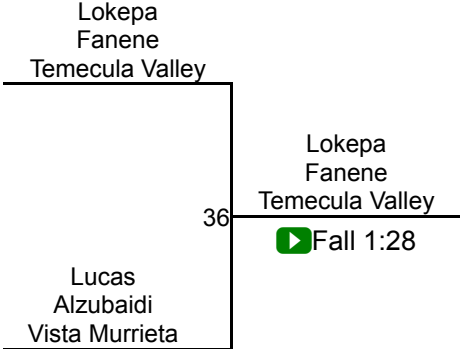 Lokepa
Fanene
Temecula Valley
Lokepa
Fanene
Temecula Valley
36
Fall 1:28
Lucas
Alzubaidi
Vista Murrieta